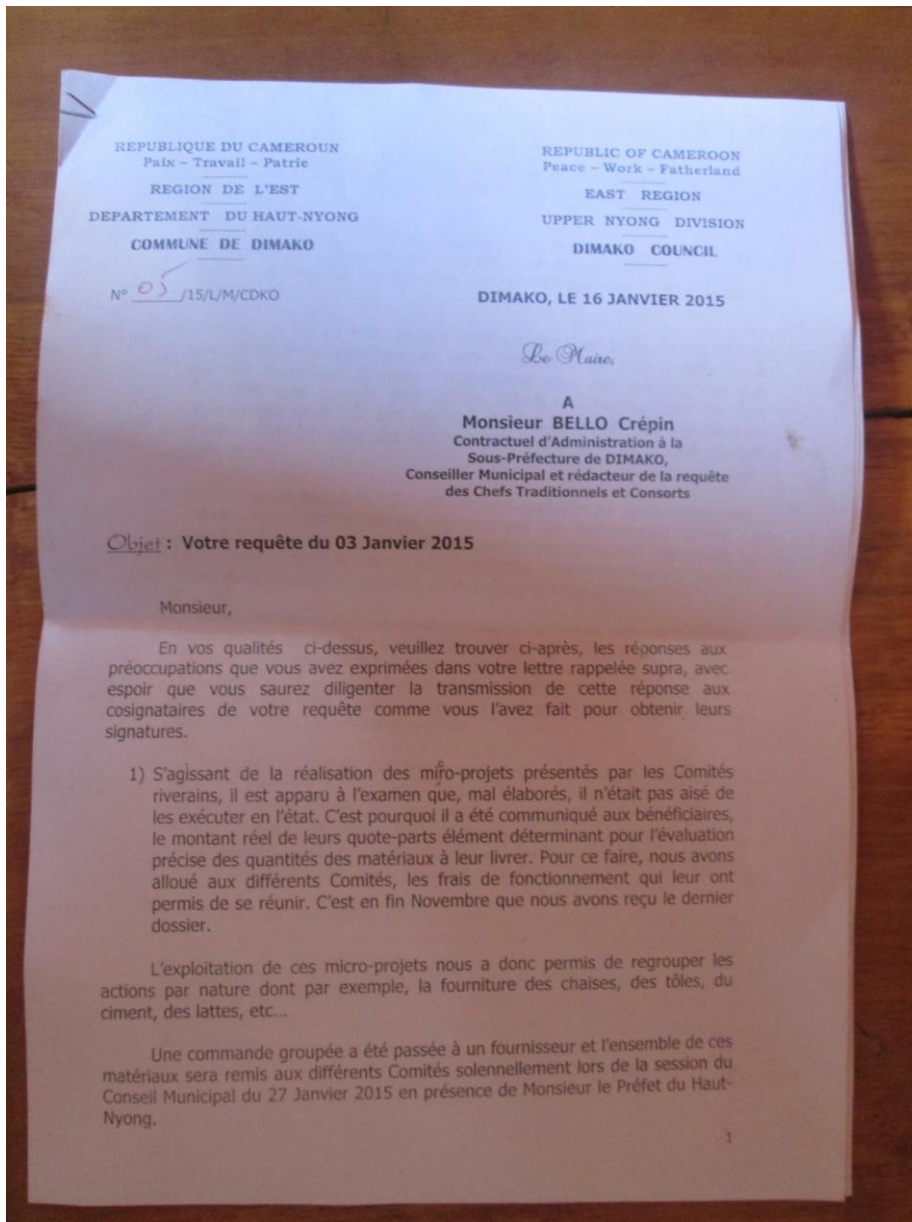 REPUBLIQUE DU CAMEROUN
Paix – Travail – Patrie
REGION DE L'EST
DEPARTEMENT DU HAUT-NYONG
COMMUNE DE DIMAKO
N° 05/15/L/M/CDKO
REPUBLIC OF CAMEROON
Peace – Work – Fatherland
EAST REGION
UPPER NYONG DIVISION
DIMAKO COUNCIL
DIMAKO, LE 16 JANVIER 2015
Le Maire,
A
Monsieur BELLO Crépin
Contractuel d'Administration à la
Sous-Préfecture de DIMAKO,
Conseiller Municipal et rédacteur de la requête
des Chefs Traditionnels et Consorts
Objet : Votre requête du 03 Janvier 2015
Monsieur,
En vos qualités ci-dessus, veuillez trouver ci-après, les réponses aux
préoccupations que vous avez exprimées dans votre lettre rappelée supra, avec
espoir que vous saurez diligenter la transmission de cette réponse aux
cosignataires de votre requête comme vous l'avez fait pour obtenir leurs
signatures.
1) S'agissant de la réalisation des micro-projets présentés par les Comités
riverains, il est apparu à l'examen que, mal élaborés, il n'était pas aisé de
les exécuter en l'état. C'est pourquoi il a été communiqué aux bénéficiaires,
le montant réel de leurs quote-parts élément déterminant pour l'évaluation
précise des quantités des matériaux à leur livrer. Pour ce faire, nous avons
alloué aux différents Comités, les frais de fonctionnement qui leur ont
permis de se réunir. C'est en fin Novembre que nous avons reçu le dernier
dossier.
L'exploitation de ces micro-projets nous a donc permis de regrouper les
actions par nature dont par exemple, la fourniture des chaises, des tôles, du
ciment, des lattes, etc...
Une commande groupée a été passée à un fournisseur et l'ensemble de ces
matériaux sera remis aux différents Comités solennellement lors de la session du
Conseil Municipal du 27 Janvier 2015 en présence de Monsieur le Préfet du Haut-
Nyong.
1